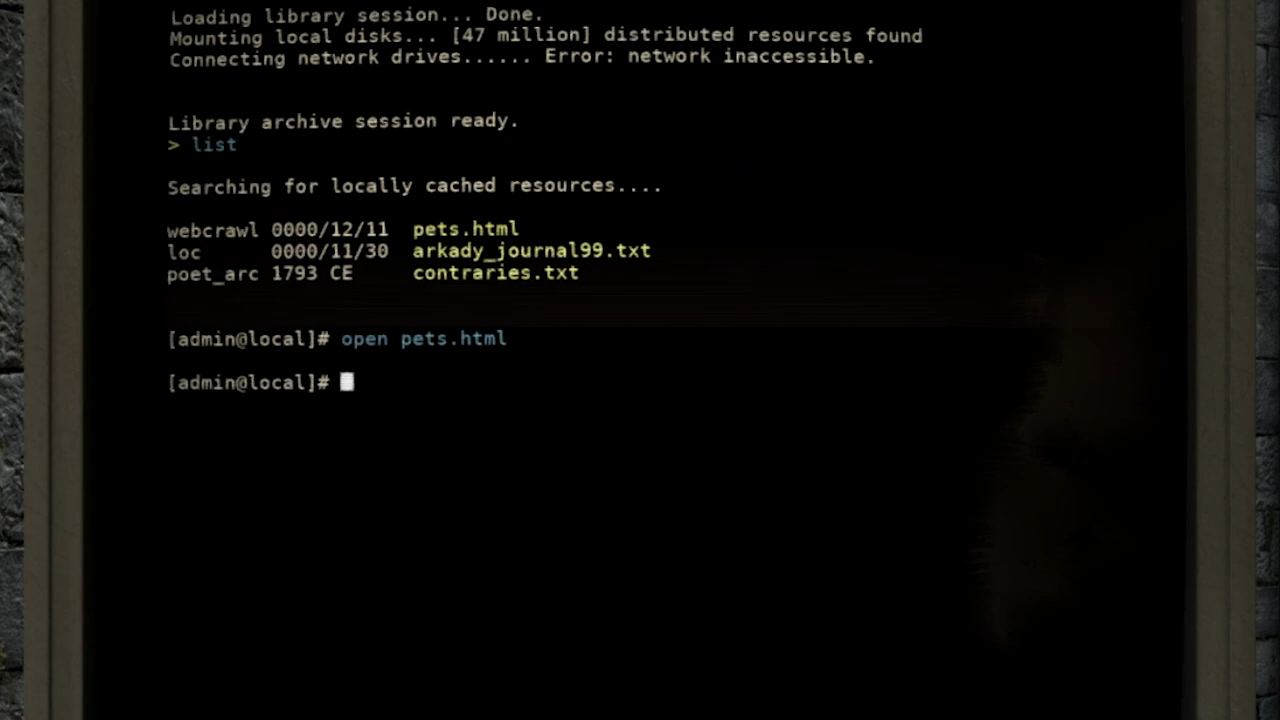 Loading library session... Done.
Mounting local disks... [47 million] distributed resources found
Connecting network drives...... Error: network inaccessible.
Library archive session ready.
> list
Searching for locally cached resources....
webcrawl 0000/12/11 pets.html
loc 0000/11/30 arkady_journal99.txt
poet_arc 1793 CE contraries.txt
[admin@local]# open pets.html
[admin@local]#